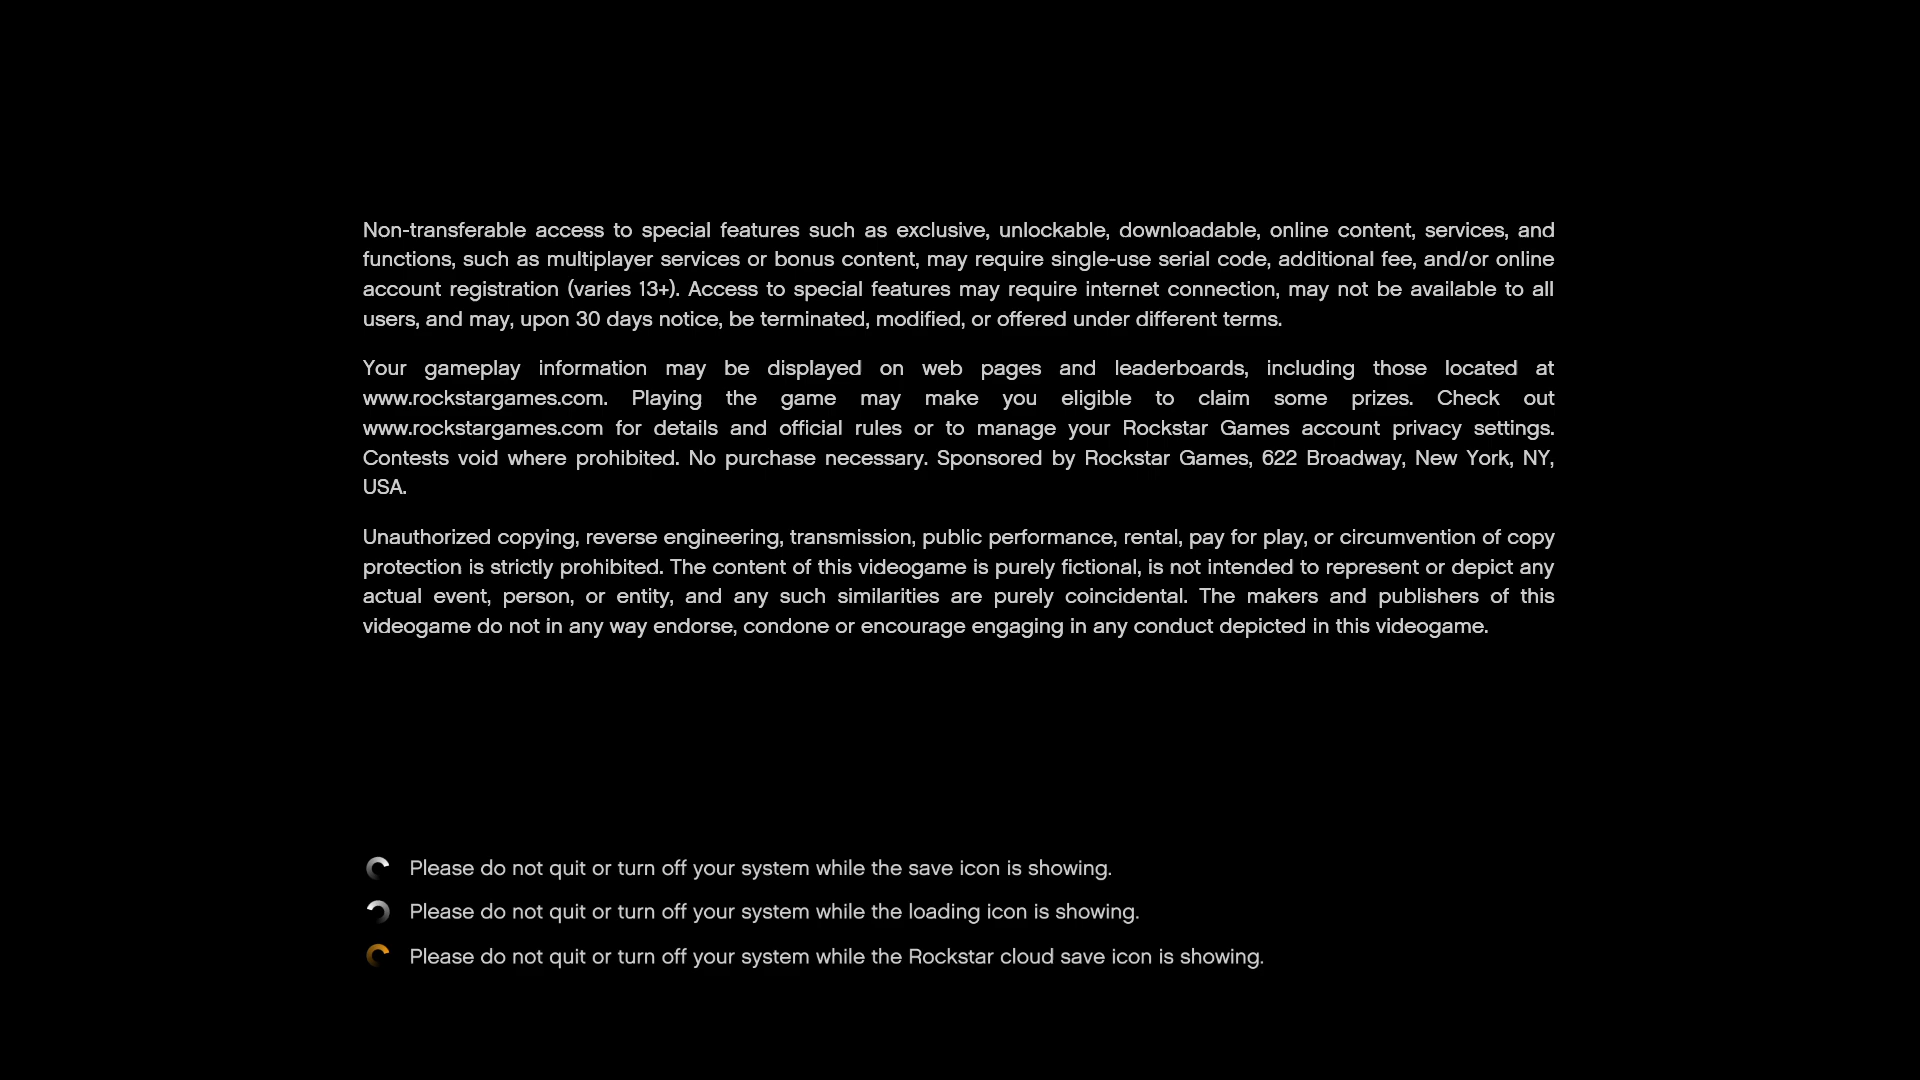 Non-transferable access to special features such as exclusive, unlockable, downloadable, online content, services, and
functions, such as multiplayer services or bonus content, may require single-use serial code, additional fee, and/or online
account registration (varies 13+). Access to special features may require internet connection, may not be available to all
users, and may, upon 30 days notice, be terminated, modified, or offered under different terms.
Your gameplay information may be displayed on web pages and leaderboards, including those located at
www.rockstargames.com. Playing the game may make you eligible to claim some prizes. Check out
www.rockstargames.com for details and official rules or to manage your Rockstar Games account privacy settings.
Contests void where prohibited. No purchase necessary. Sponsored by Rockstar Games, 622 Broadway, New York, NY,
USA.
Unauthorized copying, reverse engineering, transmission, public performance, rental, pay for play, or circumvention of copy
protection is strictly prohibited. The content of this videogame is purely fictional, is not intended to represent or depict any
actual event, person, or entity, and any such similarities are purely coincidental. The makers and publishers of this
videogame do not in any way endorse, condone or encourage engaging in any conduct depicted in this videogame.
Please do not quit or turn off your system while the save icon is showing.
Please do not quit or turn off your system while the loading icon is showing.
Please do not quit or turn off your system while the Rockstar cloud save icon is showing.